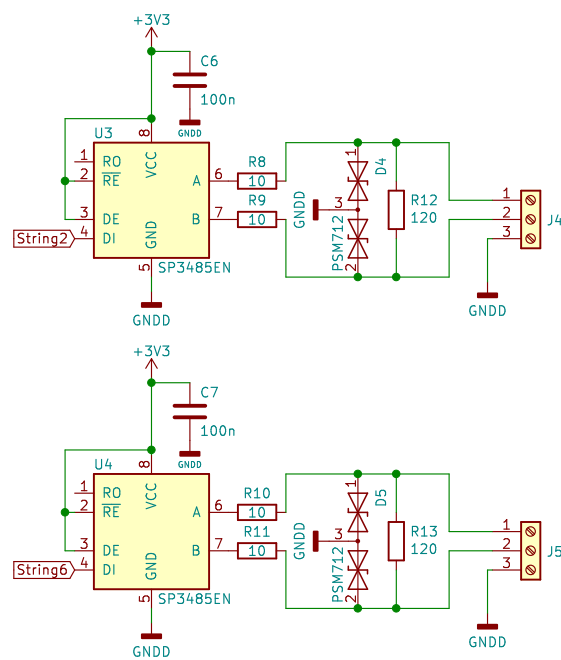 +3V3
C6
100n
GNDD
U3
8
VCC
1 RO
2 RE
3 DE
4 DI
String2
A 6
B 7
GND
5
SP3485EN
GNDD
R8
10
R9
10
GNDD
3
1
D4
PSM712
2
R12
120
1
2
3
J4
GNDD
+3V3
C7
100n
GNDD
U4
8
VCC
1 RO
2 RE
3 DE
4 DI
String6
A 6
B 7
GND
5
SP3485EN
GNDD
R10
10
R11
10
GNDD
3
1
D5
PSM712
2
R13
120
1
2
3
J5
GNDD